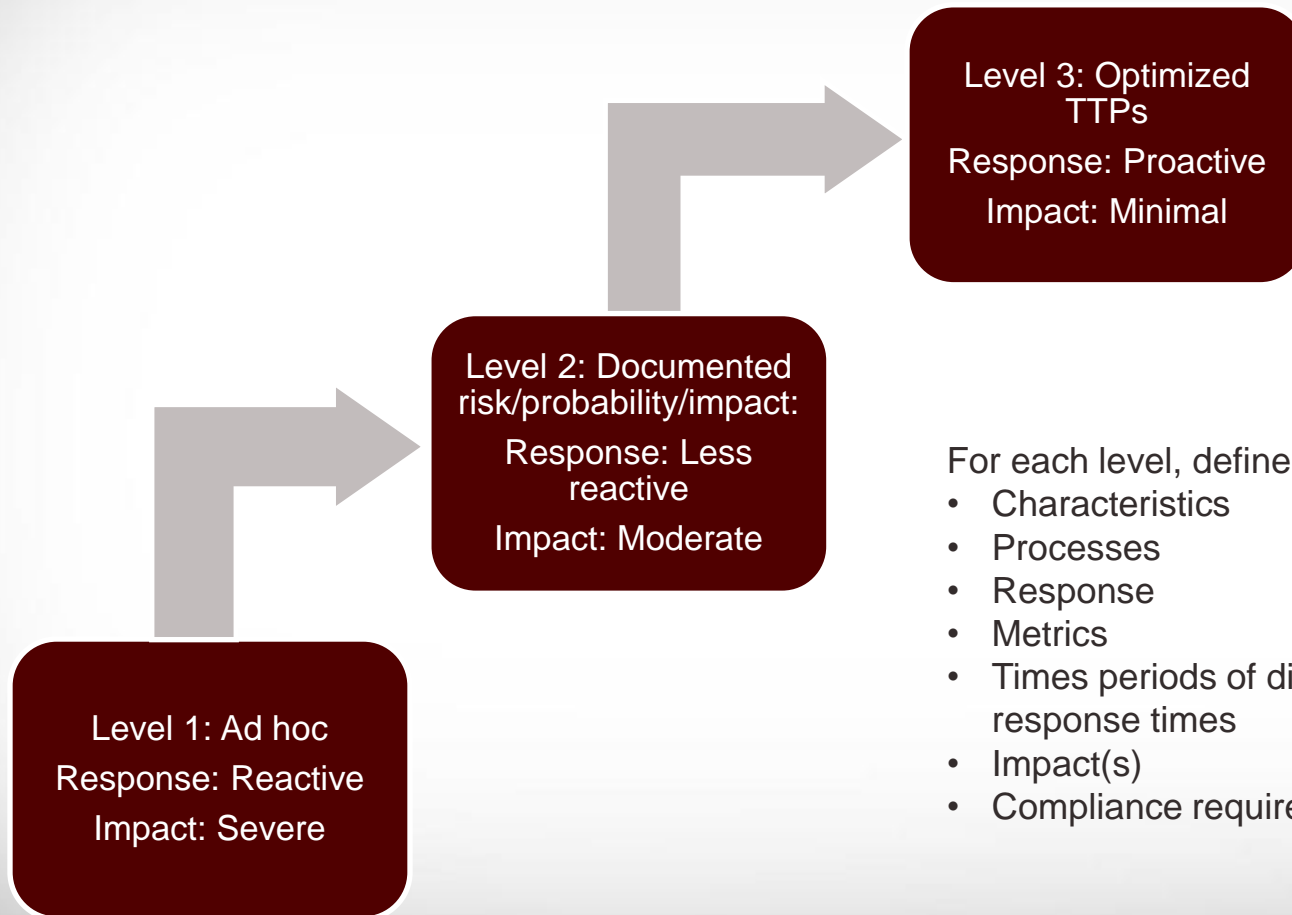 Level 3: Optimized
TTPs
Response: Proactive
Impact: Minimal
Level 2: Documented
risk/probability/impact:
Response: Less
reactive
Impact: Moderate
Level 1: Ad hoc
Response: Reactive
Impact: Severe
For each level, define
• Characteristics
• Processes
• Response
• Metrics
• Times periods of
response times
• Impact(s)
• Compliance